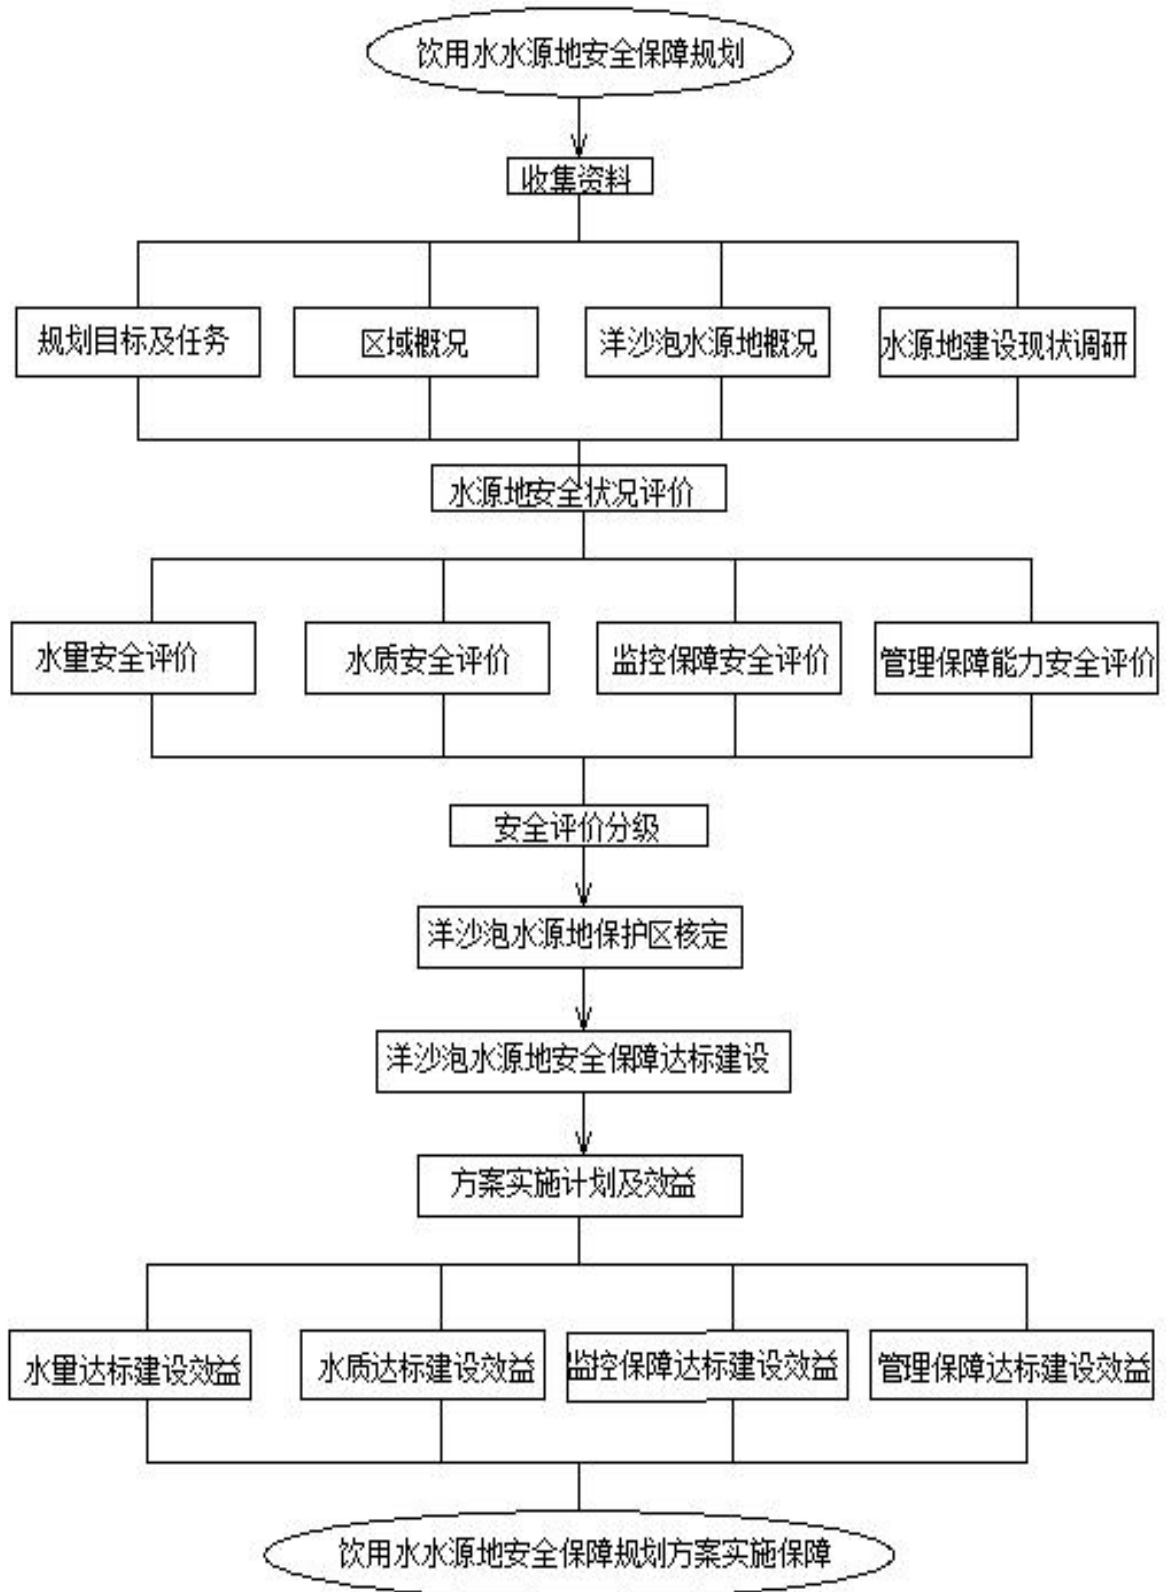 饮用水水源地安全保障规划
收集资料
规划目标及任务
区域概况
洋沙泡水源地概况
水源地建设现状调研
水源地安全状况评价
水量安全评价
水质安全评价
监控保障安全评价
管理保障能力安全评价
安全评价分级
洋沙泡水源地保护区核定
洋沙泡水源地安全保障达标建设
方案实施计划及效益
水量达标建设效益
水质达标建设效益
监控保障达标建设效益
管理保障达标建设效益
饮用水水源地安全保障规划方案实施保障